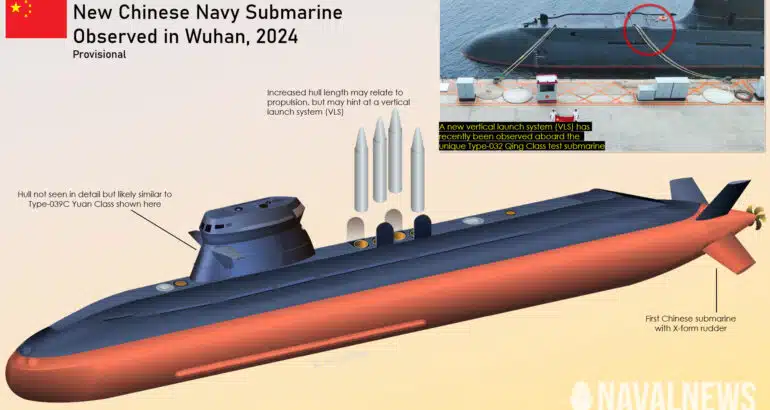 New Chinese Navy Submarine
Observed in Wuhan, 2024
Provisional
Increased hull length may relate to
propulsion, but may hint at a vertical
launch system (VLS)
A new vertical launch system (VLS) has
recently been observed aboard the
unique Type-032 Qing Class test submarine
Hull not seen in detail but likely similar to
Type-039C Yuan Class shown here
First Chinese submarine
with X-form rudder
NAVALNEWS